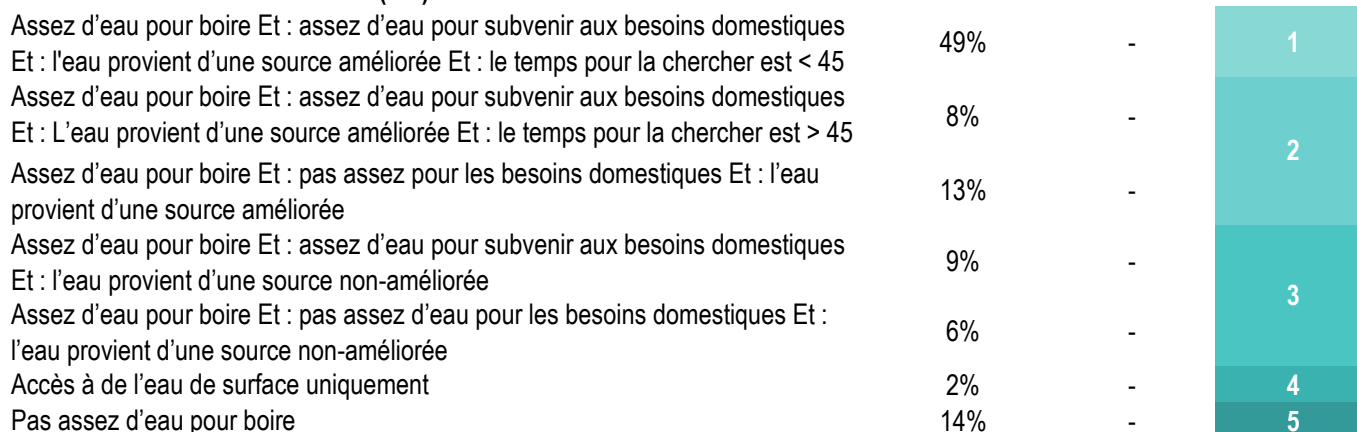 Assez d’eau pour boire Et : assez d’eau pour subvenir aux besoins domestiques
Et : l'eau provient d’une source améliorée Et : le temps pour la chercher est < 45
49% - 1
Assez d’eau pour boire Et : assez d’eau pour subvenir aux besoins domestiques
Et : L’eau provient d’une source améliorée Et : le temps pour la chercher est > 45
8% -
2
Assez d’eau pour boire Et : pas assez pour les besoins domestiques Et : l’eau
provient d’une source améliorée
13% -
Assez d’eau pour boire Et : assez d’eau pour subvenir aux besoins domestiques
Et : l’eau provient d’une source non-améliorée
9% -
3
Assez d’eau pour boire Et : pas assez d’eau pour les besoins domestiques Et :
l’eau provient d’une source non-améliorée
6% -
Accès à de l’eau de surface uniquement 2% - 4
Pas assez d’eau pour boire 14% - 5